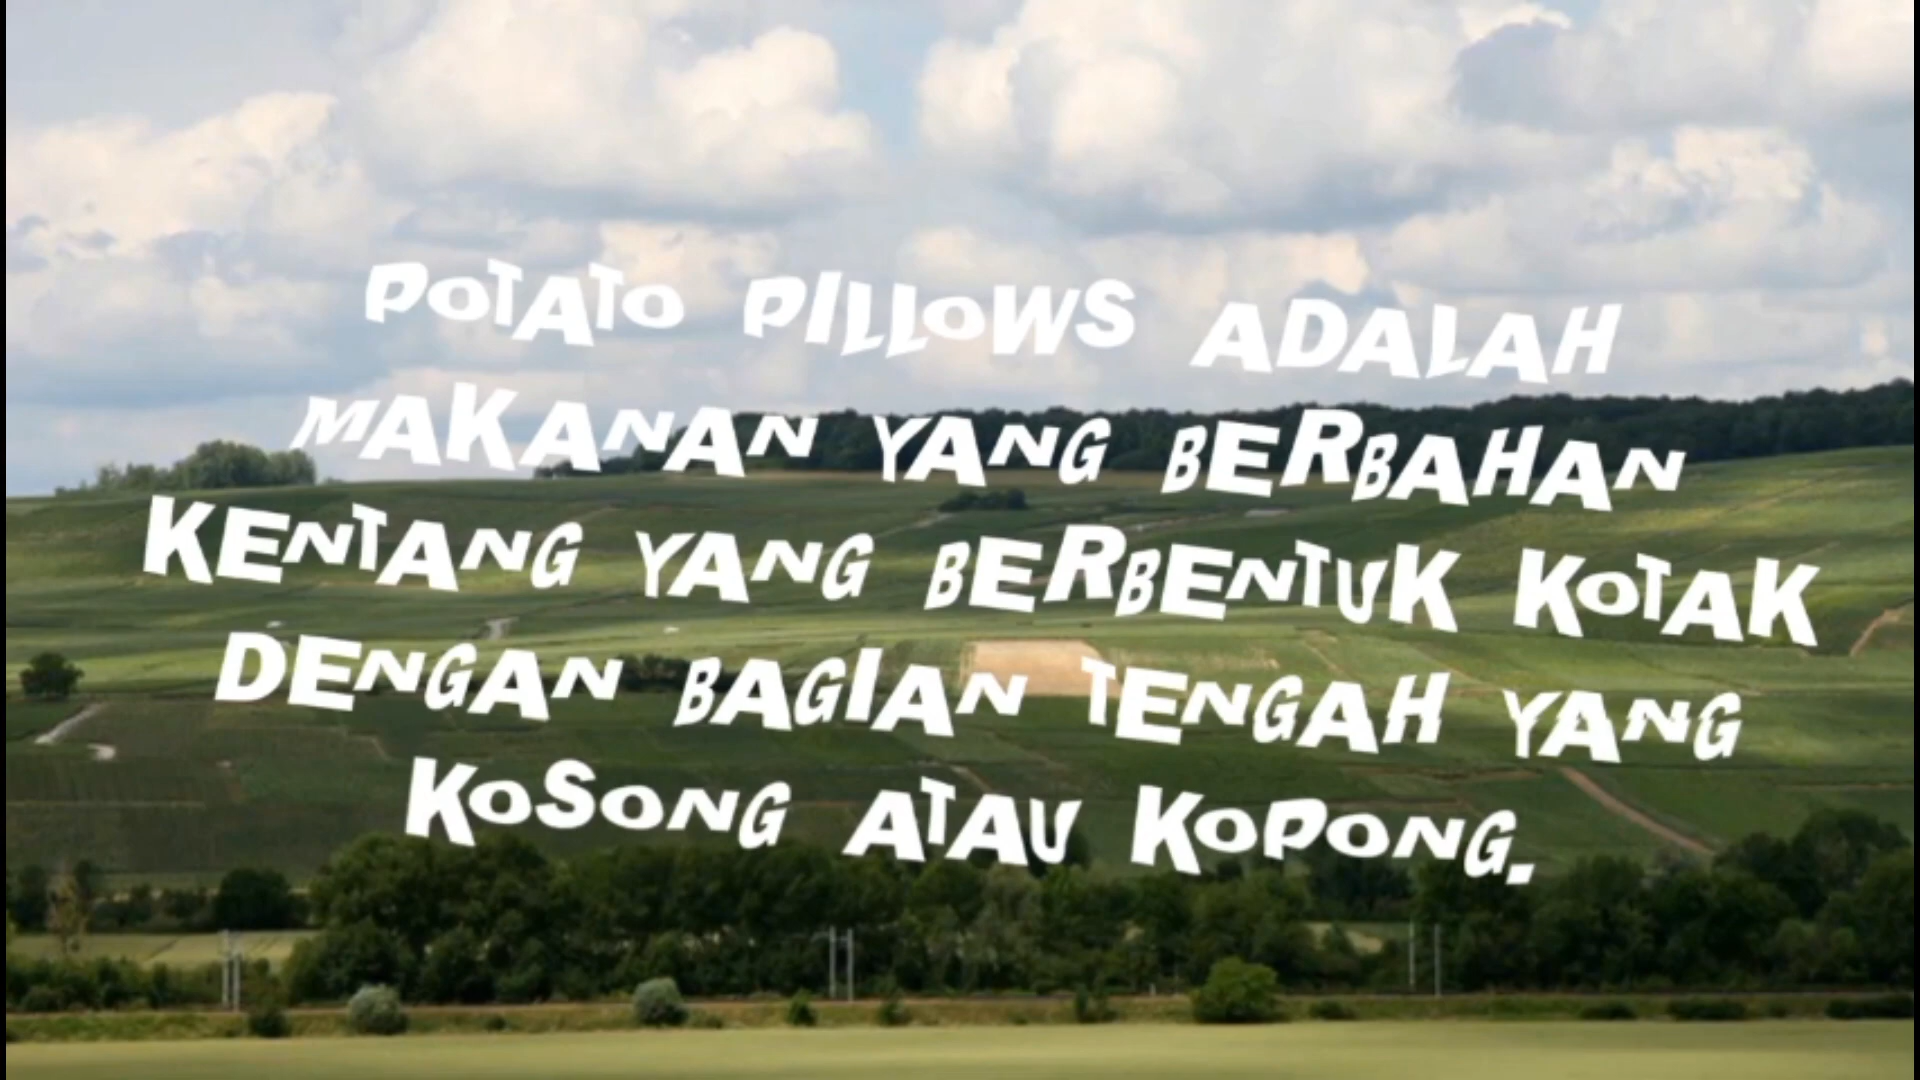 POTATO PILLOWS ADALAH
MAKANAN YANG BERBAHAN
KENTANG YANG BERBENTUK KOTAK
DENGAN BAGIAN TENGAH YANG
KOSONG ATAU KOPONG.